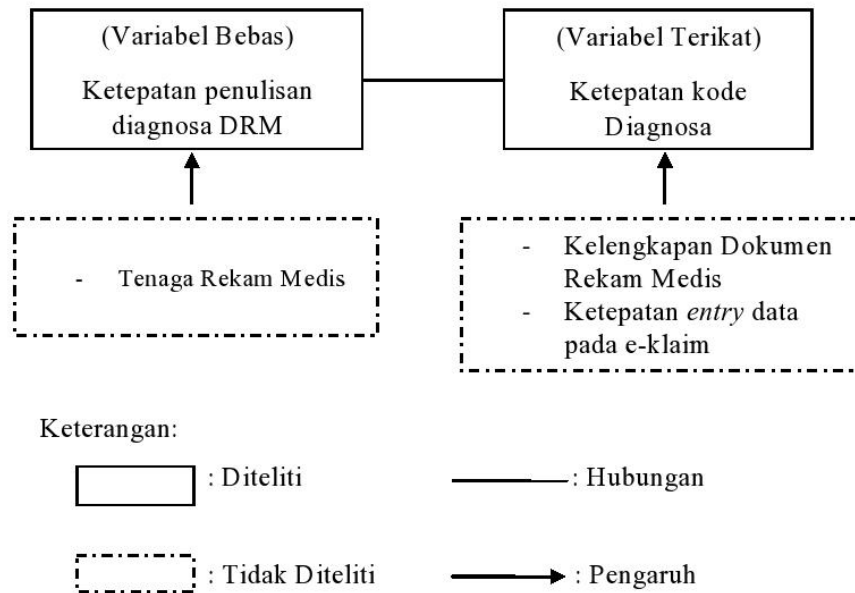 (Variabel Bebas)
Ketepatan penulisan
diagnosa DRM
(Variabel Terikat)
Ketepatan kode
Diagnosa
- Tenaga Rekam Medis
- Kelengkapan Dokumen
Rekam Medis
- Ketepatan entry data
pada e-klaim
Keterangan:
: Diteliti
: Hubungan
: Tidak Diteliti
: Pengaruh